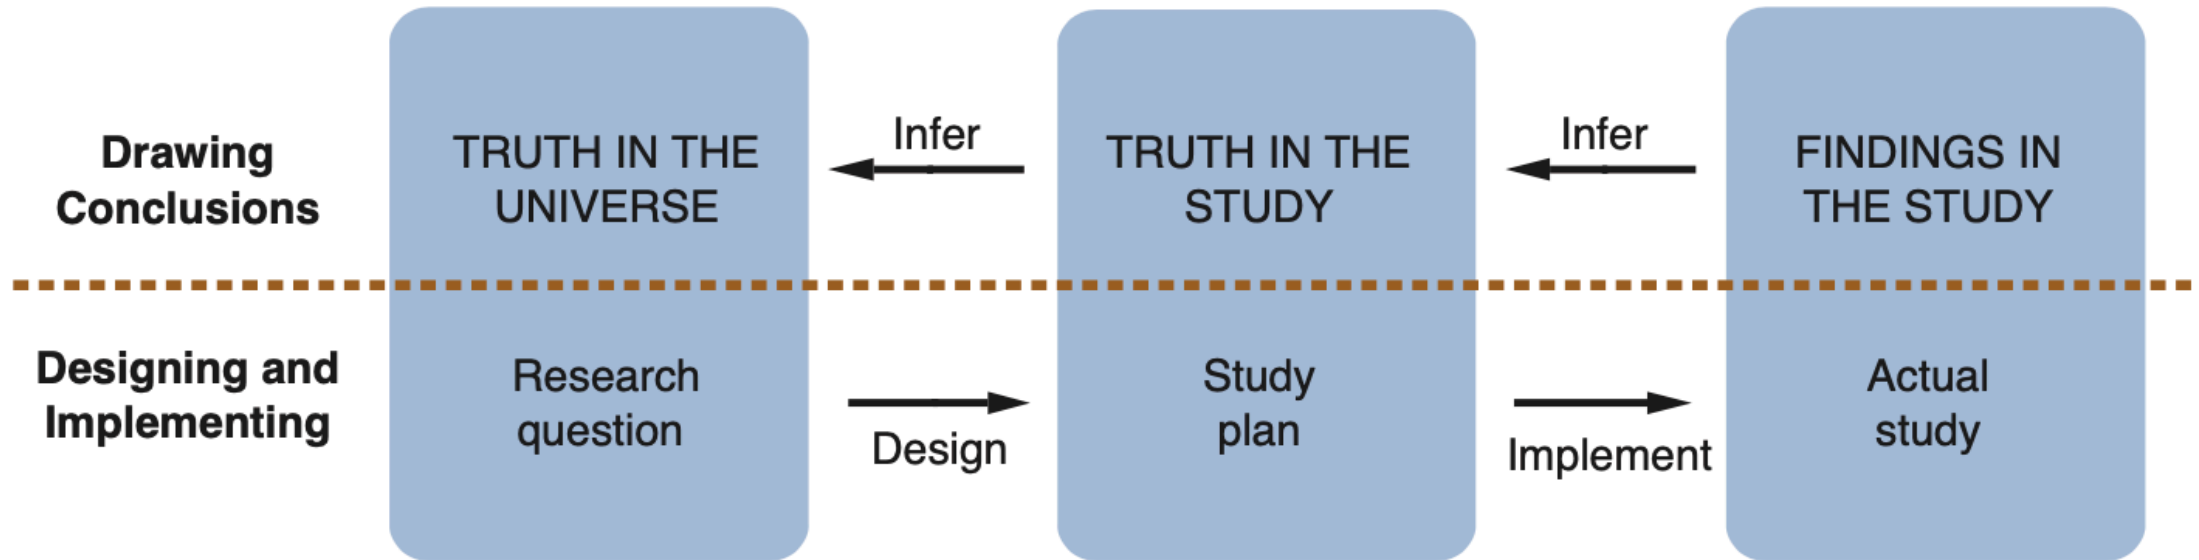 Drawing
Conclusions
TRUTH IN THE
UNIVERSE
Infer
TRUTH IN THE
STUDY
Infer
FINDINGS IN
THE STUDY
Designing and
Implementing
Research
question
Design
Study
plan
Implement
Actual
study